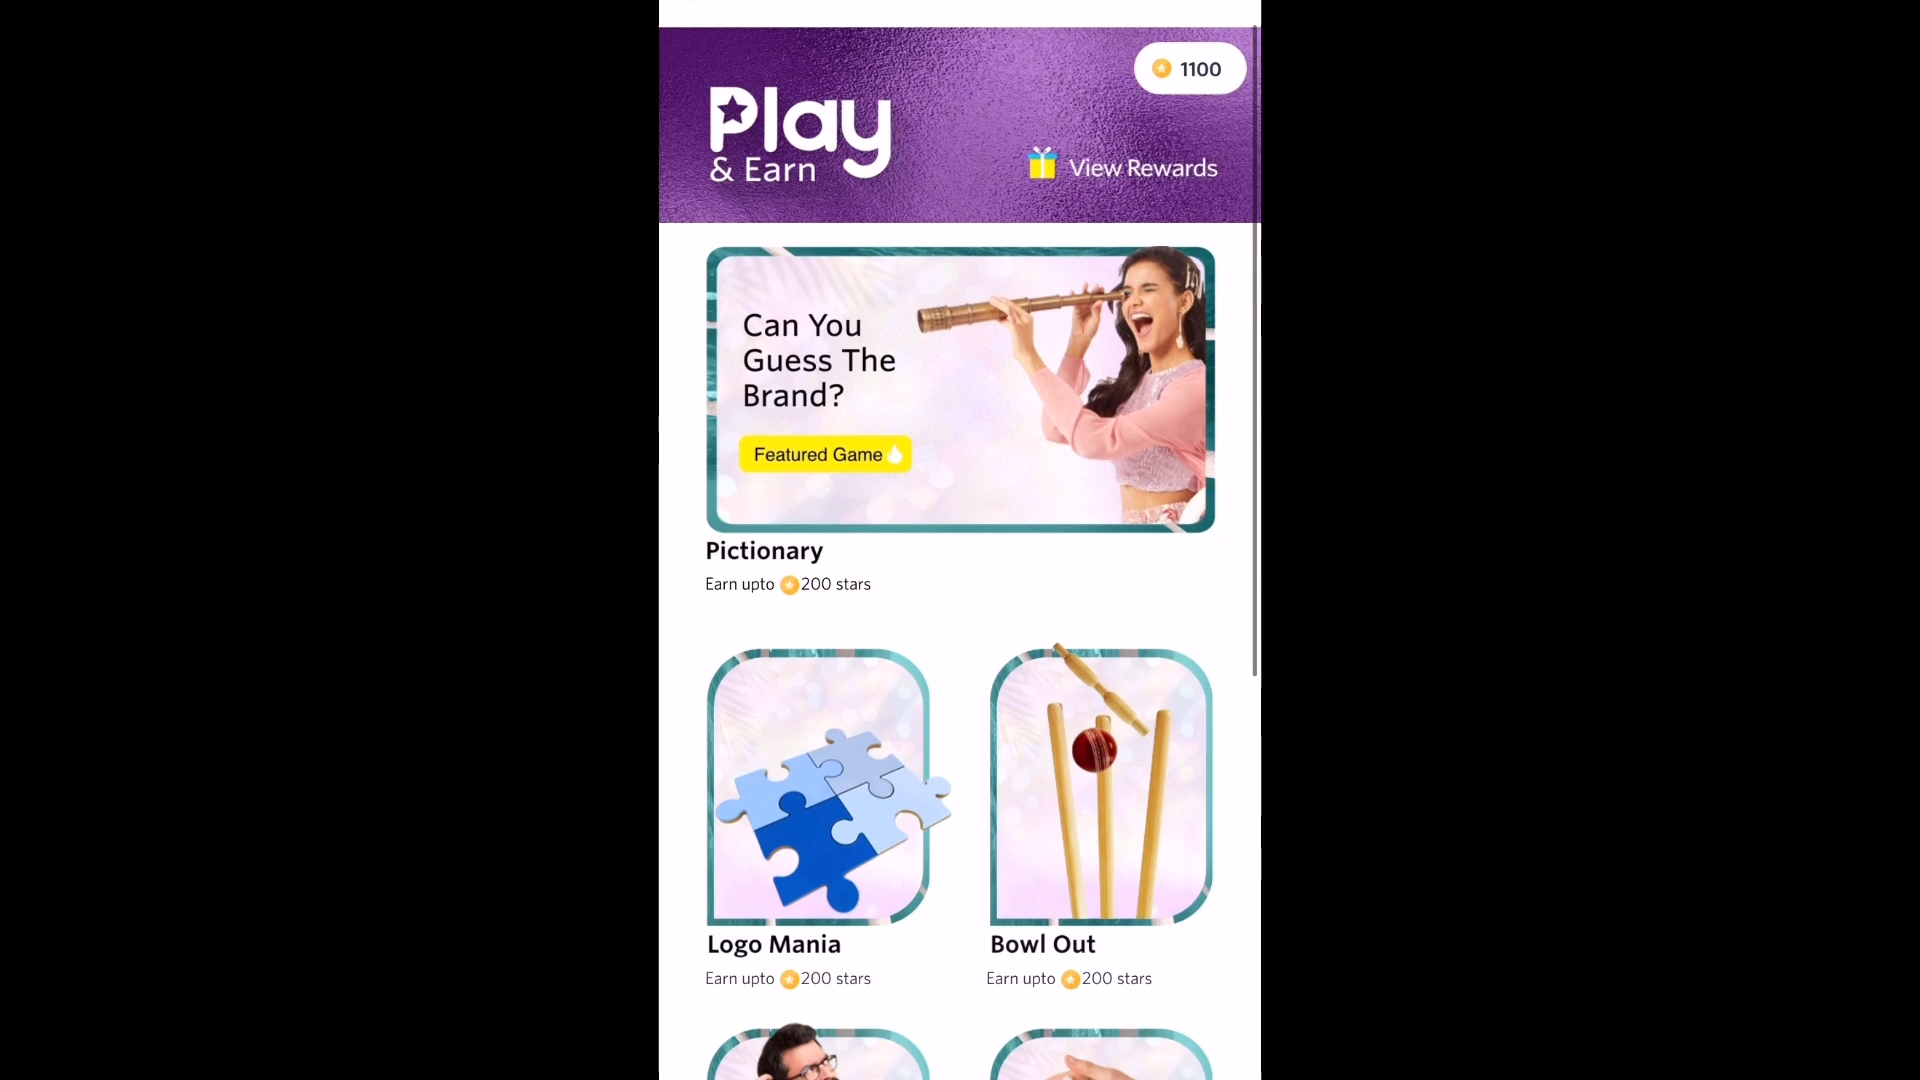 1100
Play
& Earn
View Rewards
Can You
Guess The
Brand?
Featured Game
Pictionary
Earn upto 200 stars
Logo Mania
Bowl Out
Earn upto 200 stars
Earn upto 200 stars